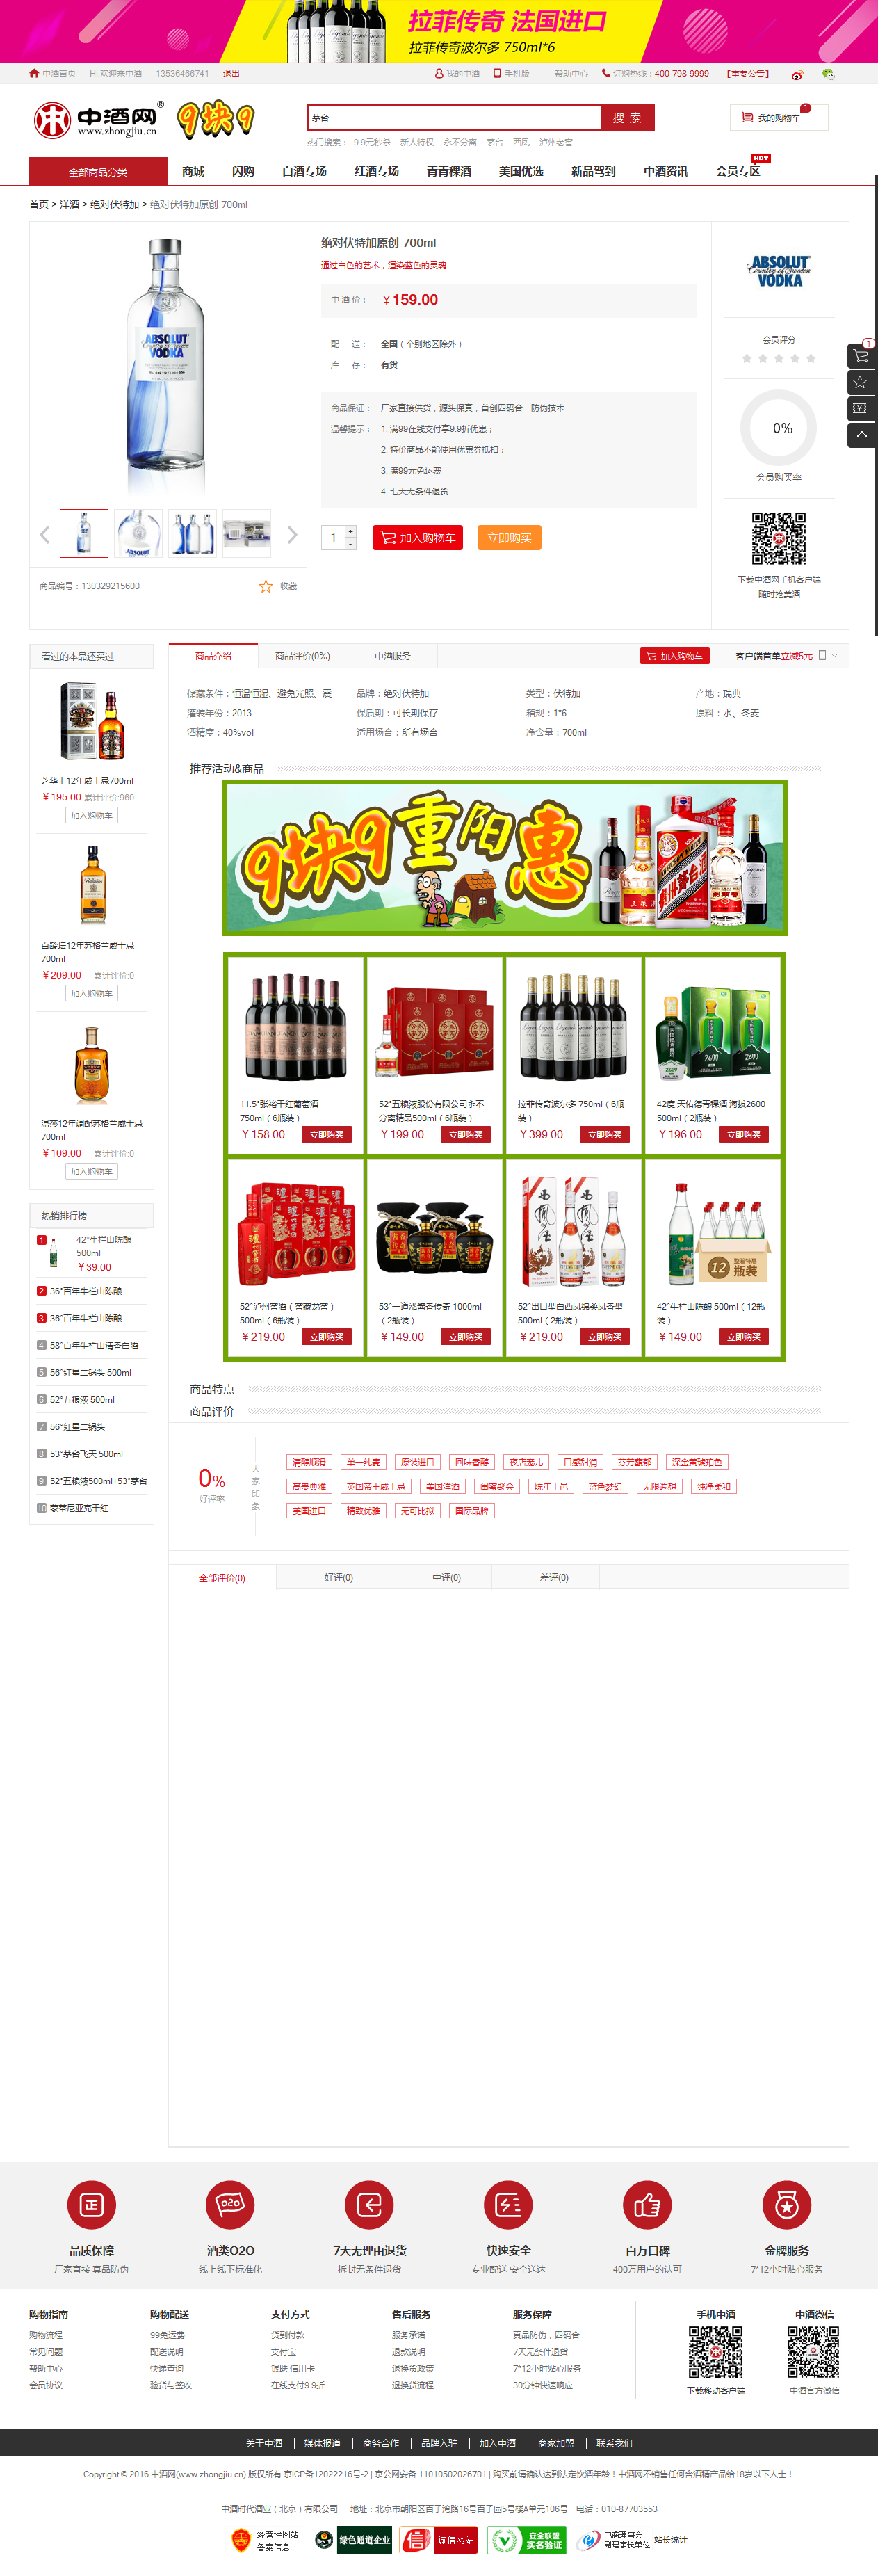 拉菲传奇 法国进口
拉菲传奇波尔多 750ml*6
中酒首页 Hi,欢迎来中酒 13536466741 退出 我的中酒 手机版 帮助中心 订购热线：400-798-9999 【重要公告】
中酒网 www.zhongjiu.cn 9块9
茅台 搜 索
我的购物车 1
热门搜索： 9.9元秒杀 新人特权 永不分离 茅台 西凤 泸州老窖
全部商品分类 商城 闪购 白酒专场 红酒专场 青青稞酒 美国优选 新品驾到 中酒资讯 会员专区 HOT
首页 > 洋酒 > 绝对伏特加 > 绝对伏特加原创 700ml
绝对伏特加原创 700ml
通过白色的艺术，渲染蓝色的灵魂
中 酒 价： ￥159.00
配 送： 全国（个别地区除外）
库 存： 有货
商品保证： 厂家直接供货，源头保真，首创四码合一防伪技术
温馨提示： 1. 满99在线支付享9.9折优惠；
2. 特价商品不能使用优惠券抵扣；
3. 满99元免运费
4. 七天无条件退货
1 + - 加入购物车 立即购买
商品编号：130329215600 收藏
ABSOLUT
Country of Sweden
VODKA
会员评分
0%
会员购买率
下载中酒网手机客户端
随时抢美酒
1
看过的本品还买过
芝华士12年威士忌700ml
￥195.00 累计评价:960
加入购物车
百龄坛12年苏格兰威士忌
700ml
￥209.00 累计评价:0
加入购物车
温莎12年调配苏格兰威士忌
700ml
￥109.00 累计评价:0
加入购物车
热销排行榜
1 42°牛栏山陈酿
500ml
￥39.00
2 36°百年牛栏山陈酿
3 36°百年牛栏山陈酿
4 58°百年牛栏山清香白酒
5 56°红星二锅头 500ml
6 52°五粮液 500ml
7 56°红星二锅头
8 53°茅台飞天 500ml
9 52°五粮液500ml+53°茅台
10 蒙蒂尼亚克干红
商品介绍 商品评价(0%) 中酒服务 加入购物车 客户端首单立减5元
储藏条件：恒温恒湿、避免光照、震 品牌：绝对伏特加 类型：伏特加 产地：瑞典
灌装年份：2013 保质期：可长期保存 箱规：1*6 原料：水、冬麦
酒精度：40%vol 适用场合：所有场合 净含量：700ml
推荐活动&商品
9块9重阳惠
11.5°张裕干红葡萄酒
750ml（6瓶装）
￥158.00 立即购买
52°五粮液股份有限公司永不
分离精品500ml（6瓶装）
￥199.00 立即购买
拉菲传奇波尔多 750ml（6瓶
装）
￥399.00 立即购买
42度 天佑德青稞酒 海拔2600
500ml（2瓶装）
￥196.00 立即购买
52°泸州窖酒（窖藏龙窖）
500ml（6瓶装）
￥219.00 立即购买
53°一道泓酱香传奇 1000ml
（2瓶装）
￥149.00 立即购买
52°出口型白西凤绵柔凤香型
500ml（2瓶装）
￥219.00 立即购买
42°牛栏山陈酿 500ml（12瓶
装）
￥149.00 立即购买
商品特点
商品评价
0%
好评率
大家印象
清醇顺滑 单一纯麦 原装进口 回味香醇 夜店宠儿 口感甜润 芬芳馥郁 深金黄琥珀色
高贵典雅 英国帝王威士忌 美国洋酒 闺蜜聚会 陈年干邑 蓝色梦幻 无限遐想 纯净柔和
美国进口 精致优雅 无可比拟 国际品牌
全部评价(0) 好评(0) 中评(0) 差评(0)
品质保障 酒类O2O 7天无理由退货 快速安全 百万口碑 金牌服务
厂家直接 真品防伪 线上线下标准化 拆封无条件退货 专业配送 安全送达 400万用户的认可 7*12小时贴心服务
购物指南 购物配送 支付方式 售后服务 服务保障 手机中酒 中酒微信
购物流程 99免运费 货到付款 服务承诺 真品防伪，四码合一
常见问题 配送说明 支付宝 退款说明 7天无条件退货
帮助中心 快递查询 银联 信用卡 退换货政策 7*12小时贴心服务
会员协议 验货与签收 在线支付9.9折 退换货流程 30分钟快速响应
下载移动客户端 中酒官方微信
关于中酒 媒体报道 商务合作 品牌入驻 加入中酒 商家加盟 联系我们
Copyright © 2016 中酒网(www.zhongjiu.cn) 版权所有 京ICP备12022216号-2 | 京公网安备 11010502026701 | 购买前请确认达到法定饮酒年龄！中酒网不销售任何含酒精产品给18岁以下人士！
中酒时代酒业（北京）有限公司 地址：北京市朝阳区百子湾路16号百子园5号楼A单元106号 电话：010-87703553
经营性网站
备案信息
绿色通道企业
信 诚信网站
安全联盟
实名验证
电商理事会
副理事长单位
站长统计